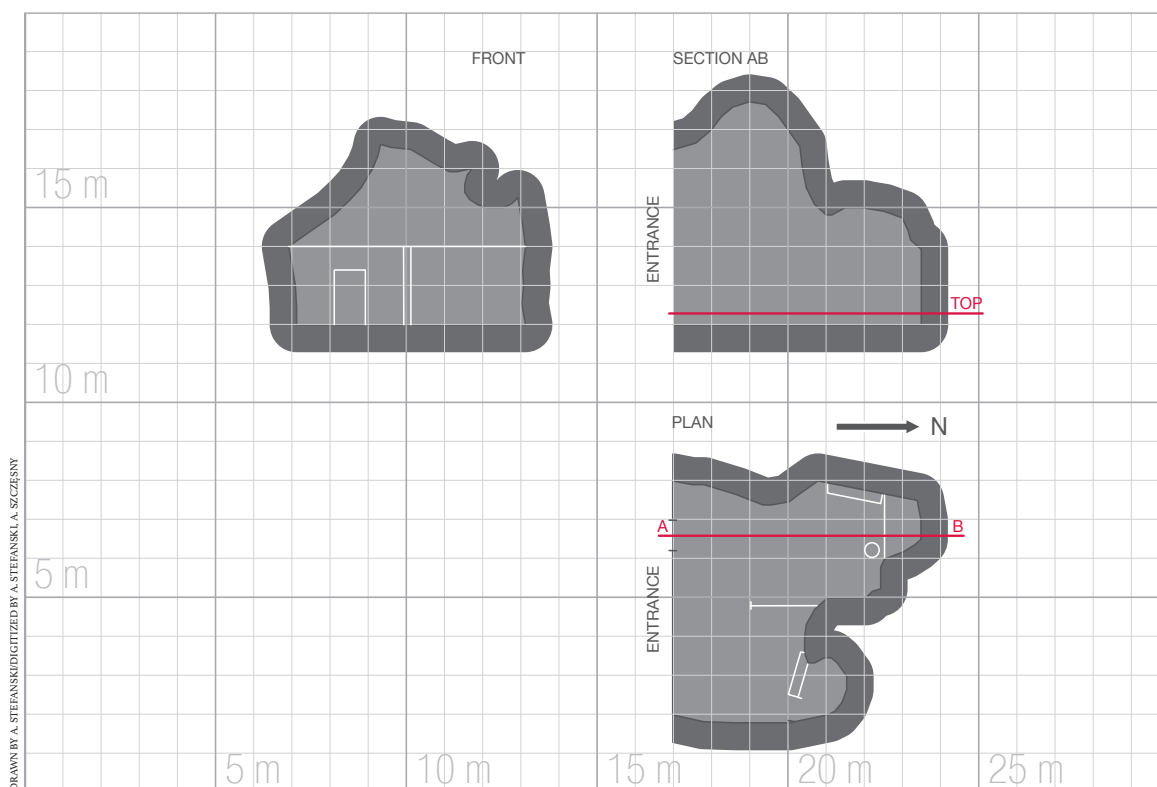 FRONT
SECTION AB
15 m
ENTRANCE
TOP
10 m
PLAN
N
A
B
5 m
ENTRANCE
5 m
10 m
15 m
20 m
25 m
DRAWN BY A. STEFANSKI/DIGITIZED BY A. STEFANSKI, A. SZCZĘSNY